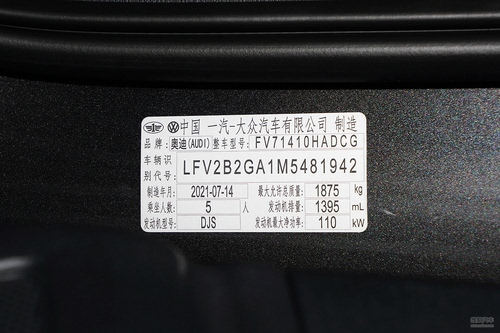 中国 一汽-大众汽车有限公司 制造
品牌:奥迪(AUDI) 整车型号: FV71410HADCG
车辆识别代号: LFV2B2GA1M5481942
制造年月: 2021-07-14 最大允许总质量: 1875 kg
乘坐人数: 5 人 发动机排量: 1395 mL
发动机型号: DJS 发动机最大净功率: 110 kW